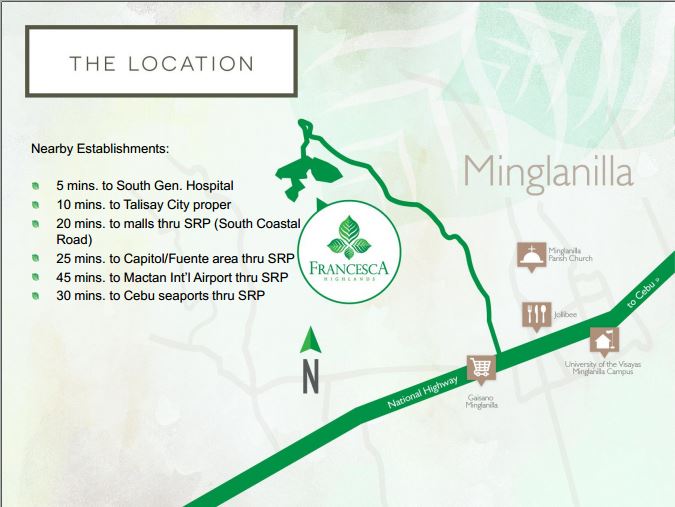 THE LOCATION
Nearby Establishments:
5 mins. to South Gen. Hospital
10 mins. to Talisay City proper
20 mins. to malls thru SRP (South Coastal
Road)
25 mins. to Capitol/Fuente area thru SRP
45 mins. to Mactan Int'l Airport thru SRP
30 mins. to Cebu seaports thru SRP
Minglanilla
FRANCESCA
HIGHLANDS
Minglanilla
Parish Church
Jollibee
to Cebu »
University of the Visayas
Minglanilla Campus
National Highway
Gaisano
Minglanilla
N